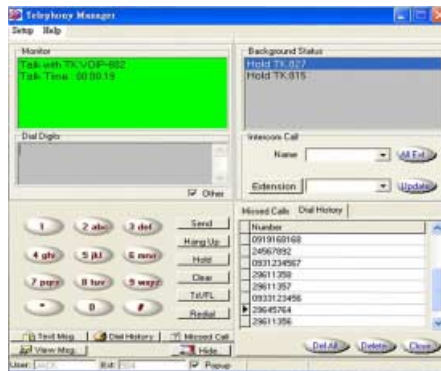 Telephony Manager
Setup Help
Monitor
Talk with TK.VOIP-602
Talk Time 00:00:19
Dial Digits
Other
Background Status
Hold TK.827
Hold TK.815
Intercom Call
Name
All Ext
Extension
Update
Missed Calls Dial History
Number
0919168168
24567892
0931234567
29611358
29611357
0933123456
29645764
29611356
1 2 abc 3 def
4 ghi 5 jkl 6 mno
7 pqrs 8 tuv 9 wxyz
* 0 #
Send
Hang Up
Hold
Clear
Txf/FL
Redial
Text Msg. Dial History Missed Call
View Msg. Hide
Del All Delete Close
User: Ext: Popup